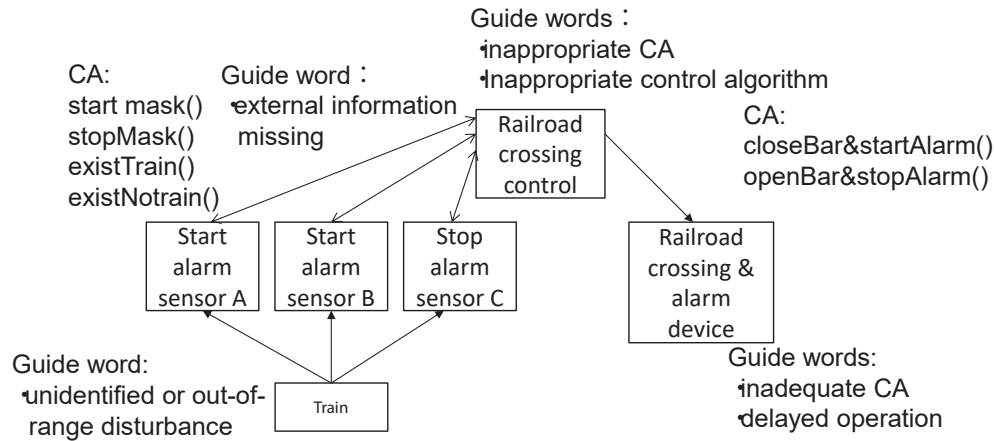 Guide words：
•inappropriate CA
•Inappropriate control algorithm
CA:
start mask()
stopMask()
existTrain()
existNotrain()
Guide word：
•external information
missing
Railroad
crossing
control
CA:
closeBar&startAlarm()
openBar&stopAlarm()
Start
alarm
sensor A
Start
alarm
sensor B
Stop
alarm
sensor C
Railroad
crossing &
alarm
device
Guide word:
•unidentified or out-of-
range disturbance
Train
Guide words:
•inadequate CA
•delayed operation